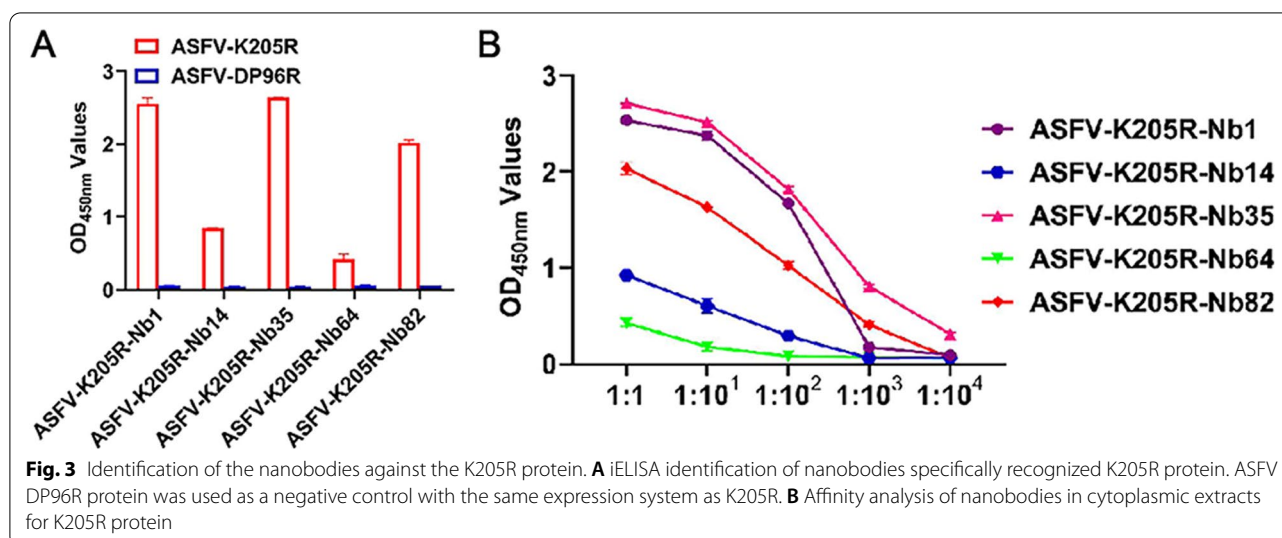 A
ASFV-K205R
ASFV-DP96R
3
2
1
0
OD450nm Values
ASFV-K205R-Nb1
ASFV-K205R-Nb14
ASFV-K205R-Nb35
ASFV-K205R-Nb64
ASFV-K205R-Nb82
B
3
2
1
0
OD450nm Values
1:1 1:10¹ 1:10² 1:10³ 1:10⁴
ASFV-K205R-Nb1
ASFV-K205R-Nb14
ASFV-K205R-Nb35
ASFV-K205R-Nb64
ASFV-K205R-Nb82
Fig. 3 Identification of the nanobodies against the K205R protein. A iELISA identification of nanobodies specifically recognized K205R protein. ASFV
DP96R protein was used as a negative control with the same expression system as K205R. B Affinity analysis of nanobodies in cytoplasmic extracts
for K205R protein